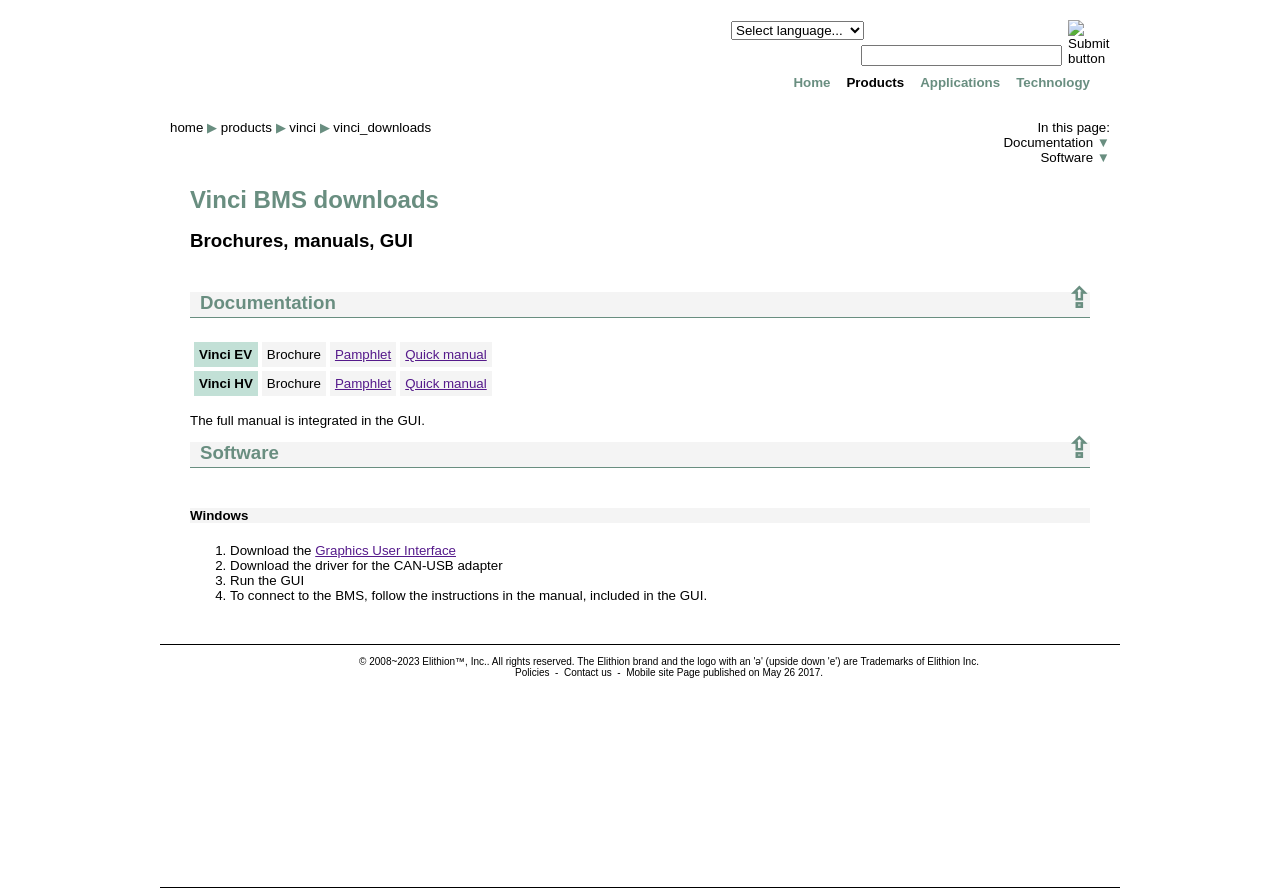 Select language...
Submit button
Home Products Applications Technology
home ▶ products ▶ vinci ▶ vinci_downloads
In this page:
Documentation ▼
Software ▼
Vinci BMS downloads
Brochures, manuals, GUI
Documentation ⇪
Vinci EV Brochure Pamphlet Quick manual
Vinci HV Brochure Pamphlet Quick manual
The full manual is integrated in the GUI.
Software ⇪
Windows
1. Download the Graphics User Interface
2. Download the driver for the CAN-USB adapter
3. Run the GUI
4. To connect to the BMS, follow the instructions in the manual, included in the GUI.
© 2008~2023 Elithion™, Inc.. All rights reserved. The Elithion brand and the logo with an 'ə' (upside down 'e') are Trademarks of Elithion Inc.
Policies - Contact us - Mobile site Page published on May 26 2017.